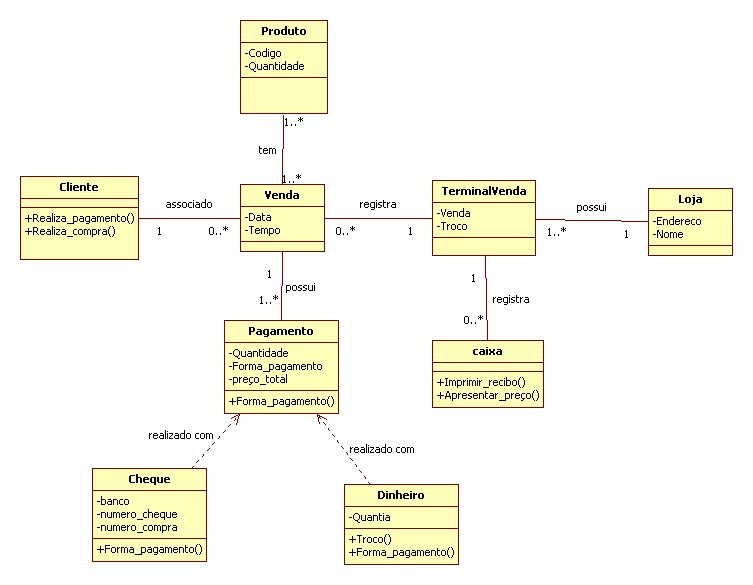 Produto
-Codigo
-Quantidade
1..*
tem
1..*
Cliente
+Realiza_pagamento()
+Realiza_compra()
associado
1
0..*
Venda
-Data
-Tempo
registra
0..*
1
TerminalVenda
-Venda
-Troco
possui
1..*
1
Loja
-Endereco
-Nome
1
possui
1..*
1
registra
0..*
Pagamento
-Quantidade
-Forma_pagamento
-preço_total
+Forma_pagamento()
caixa
+Imprimir_recibo()
+Apresentar_preço()
realizado com
realizado com
Cheque
-banco
-numero_cheque
-numero_compra
+Forma_pagamento()
Dinheiro
-Quantia
+Troco()
+Forma_pagamento()